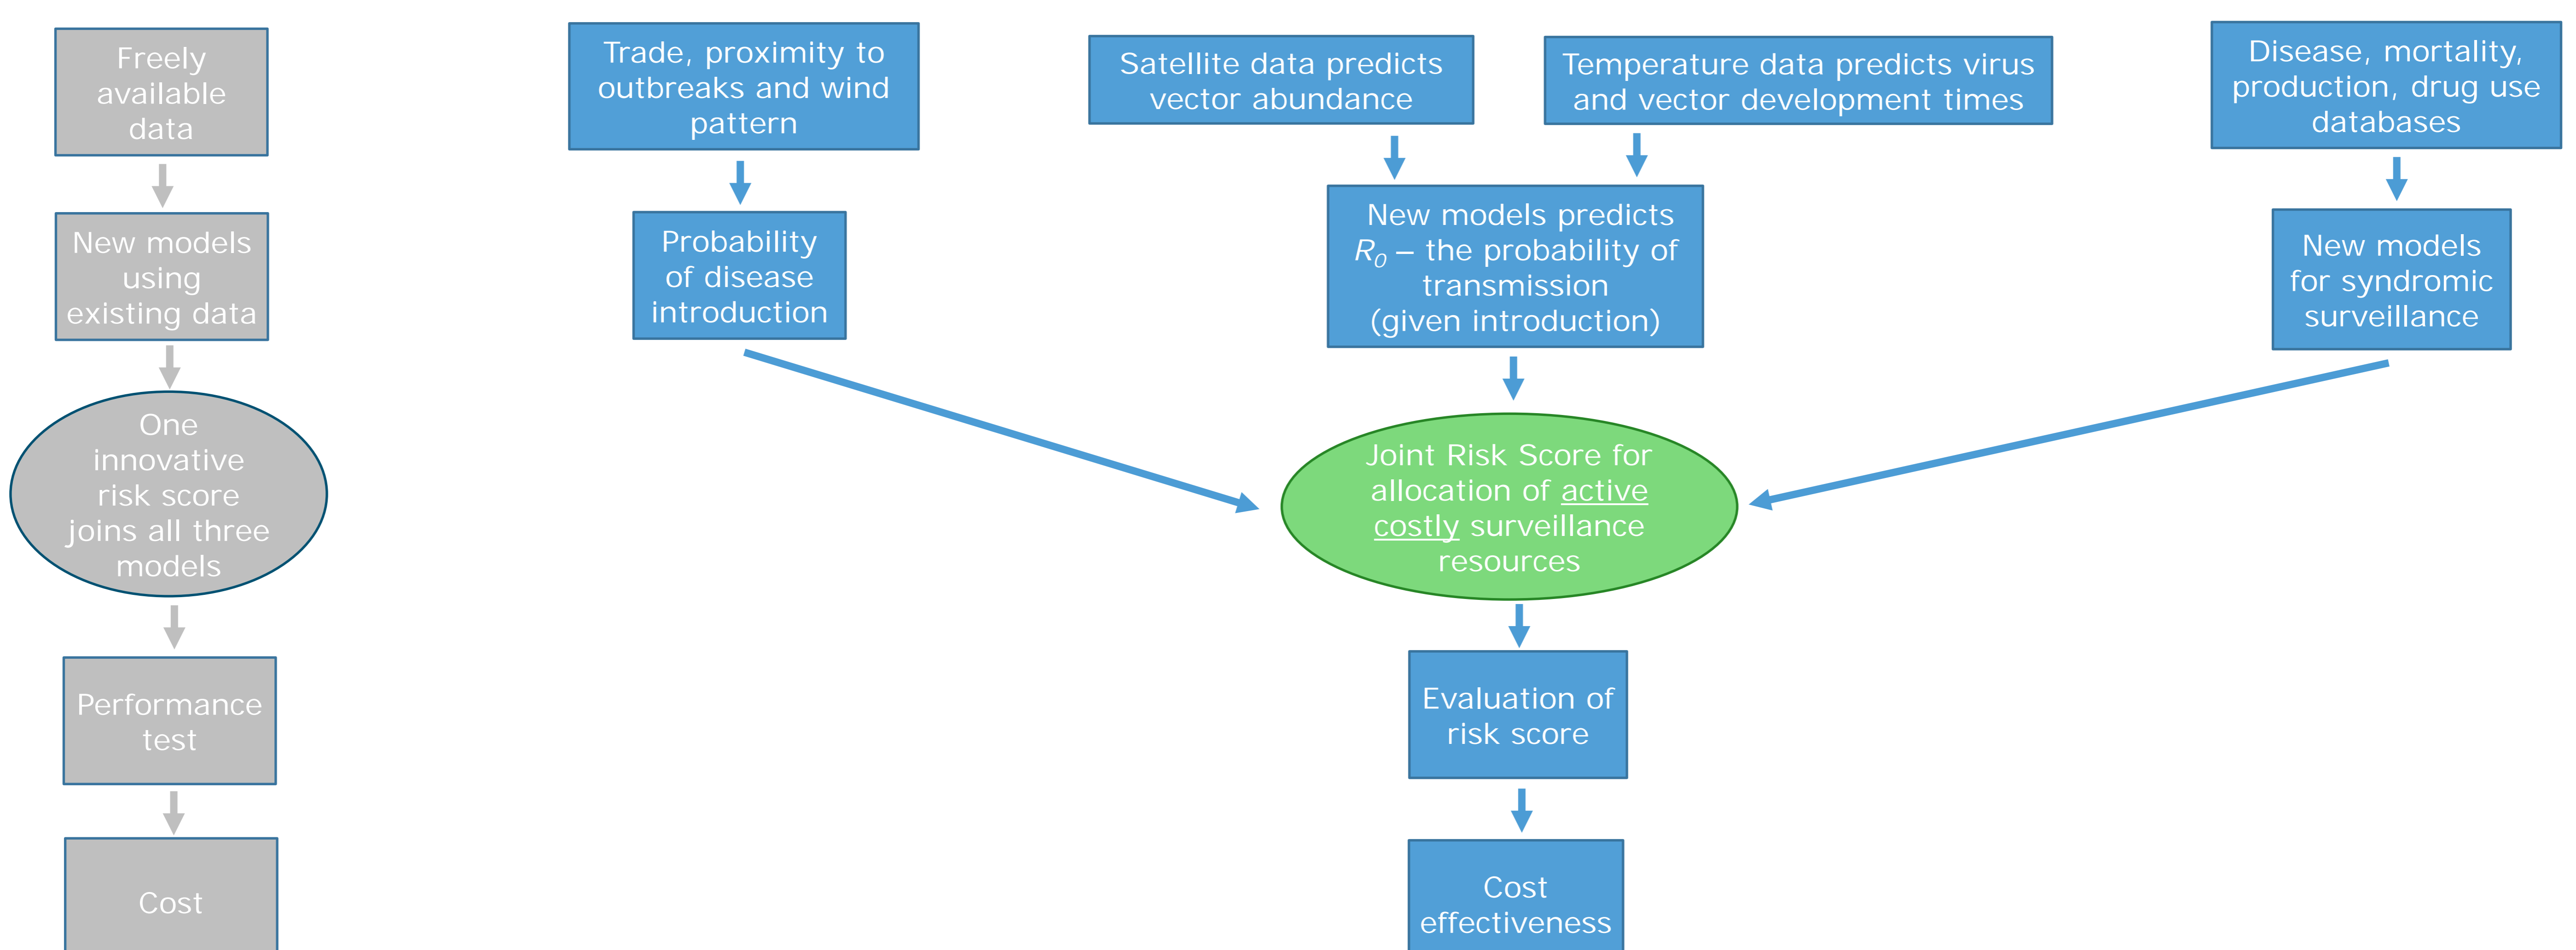 Freely
available
data
New models
using
existing data
One
innovative
risk score
joins all three
models
Performance
test
Cost
Trade, proximity to
outbreaks and wind
pattern
Probability
of disease
introduction
Satellite data predicts
vector abundance
Temperature data predicts virus
and vector development times
New models predicts
R0 – the probability of
transmission
(given introduction)
Disease, mortality,
production, drug use
databases
New models
for syndromic
surveillance
Joint Risk Score for
allocation of active
costly surveillance
resources
Evaluation of
risk score
Cost
effectiveness